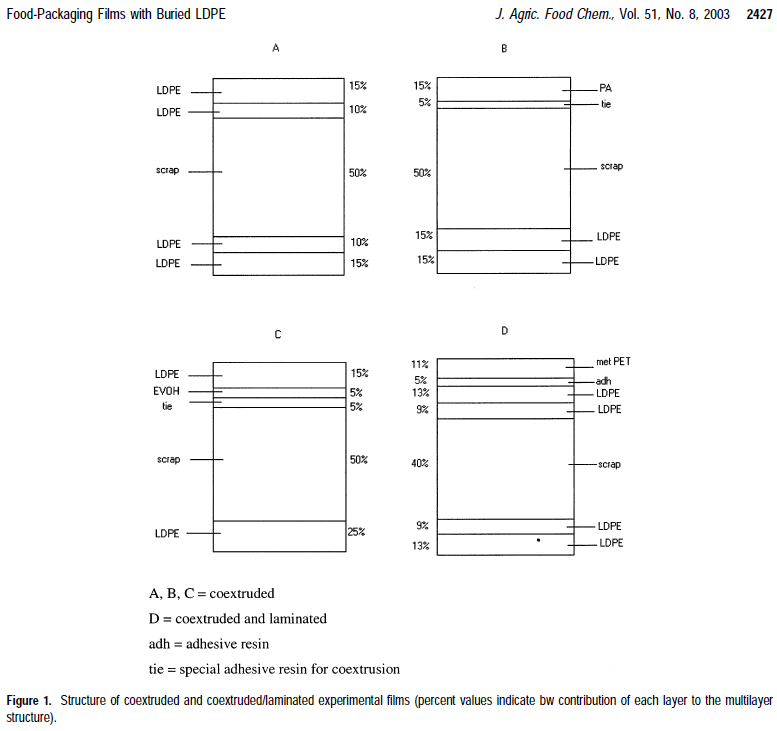 Food-Packaging Films with Buried LDPE
J. Agric. Food Chem., Vol. 51, No. 8, 2003 2427
A
LDPE 15%
LDPE 10%
scrap 50%
LDPE 10%
LDPE 15%
B
15% PA
5% tie
50% scrap
15% LDPE
15% LDPE
C
LDPE 15%
EVOH 5%
tie 5%
scrap 50%
LDPE 25%
D
11% met PET
5% adh
13% LDPE
9% LDPE
40% scrap
9% LDPE
13% LDPE
A, B, C = coextruded
D = coextruded and laminated
adh = adhesive resin
tie = special adhesive resin for coextrusion
Figure 1. Structure of coextruded and coextruded/laminated experimental films (percent values indicate bw contribution of each layer to the multilayer
structure).